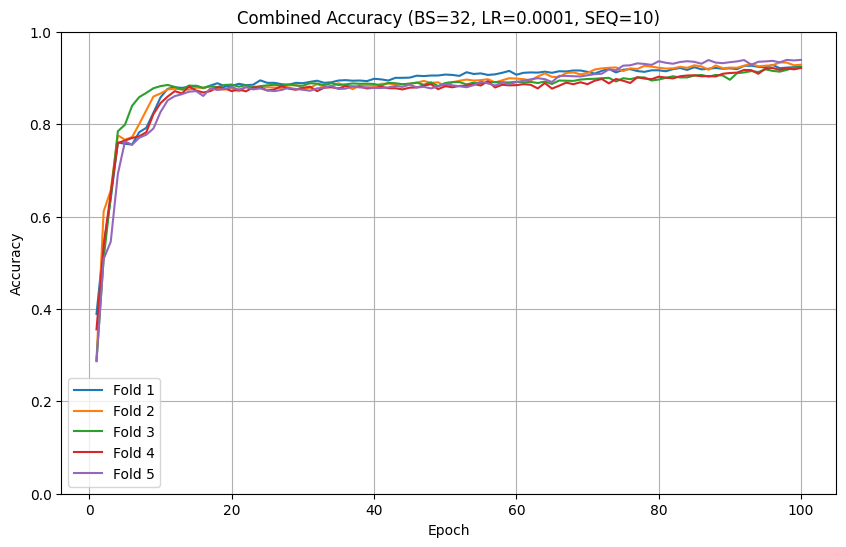 Combined Accuracy (BS=32, LR=0.0001, SEQ=10)
1.0
0.8
0.6
0.4
0.2
0.0
Accuracy
Fold 1
Fold 2
Fold 3
Fold 4
Fold 5
0 20 40 60 80 100
Epoch